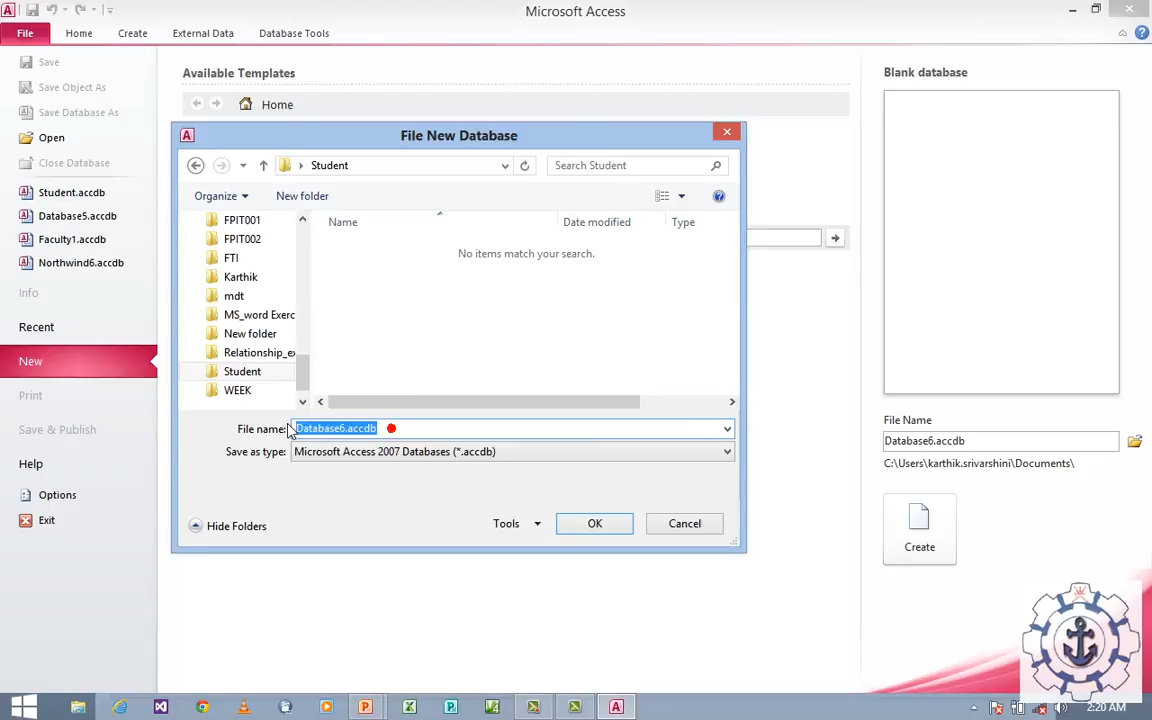 Microsoft Access
File Home Create External Data Database Tools
Save
Save Object As
Save Database As
Open
Close Database
Student.accdb
Database5.accdb
Faculty1.accdb
Northwind6.accdb
Info
Recent
New
Print
Save & Publish
Help
Options
Exit
Available Templates
Home
File New Database
Student
Search Student
Organize
New folder
FPIT001
FPIT002
FTI
Karthik
mdt
MS_word Exerc
New folder
Relationship_ex
Student
WEEK
Name Date modified Type
No items match your search.
File name: Database6.accdb
Save as type: Microsoft Access 2007 Databases (*.accdb)
Hide Folders
Tools OK Cancel
Blank database
File Name
Database6.accdb
C:\Users\karthik.srivarshini\Documents\
Create
2:20 AM